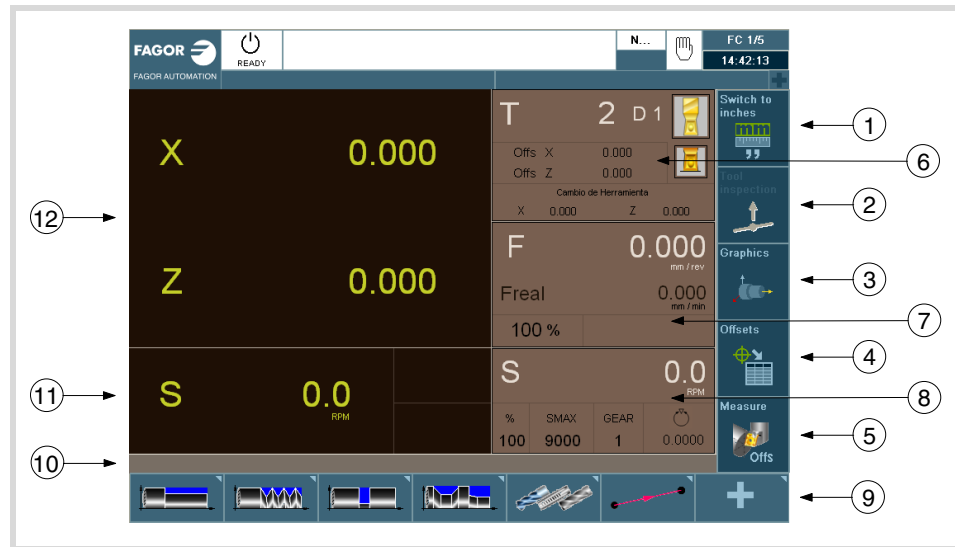 FAGOR
FAGOR AUTOMATION
READY
N...
FC 1/5
14:42:13
X 0.000
Z 0.000
S 0.0
RPM
T 2 D 1
Offs X 0.000
Offs Z 0.000
Cambio de Herramienta
X 0.000 Z 0.000
F 0.000
mm / rev
Freal 0.000
mm / min
100 %
S 0.0
RPM
% SMAX GEAR
100 9000 1 0.0000
Switch to
inches
Tool
inspection
Graphics
Offsets
Measure
Offs
1
2
3
4
5
6
7
8
9
10
11
12